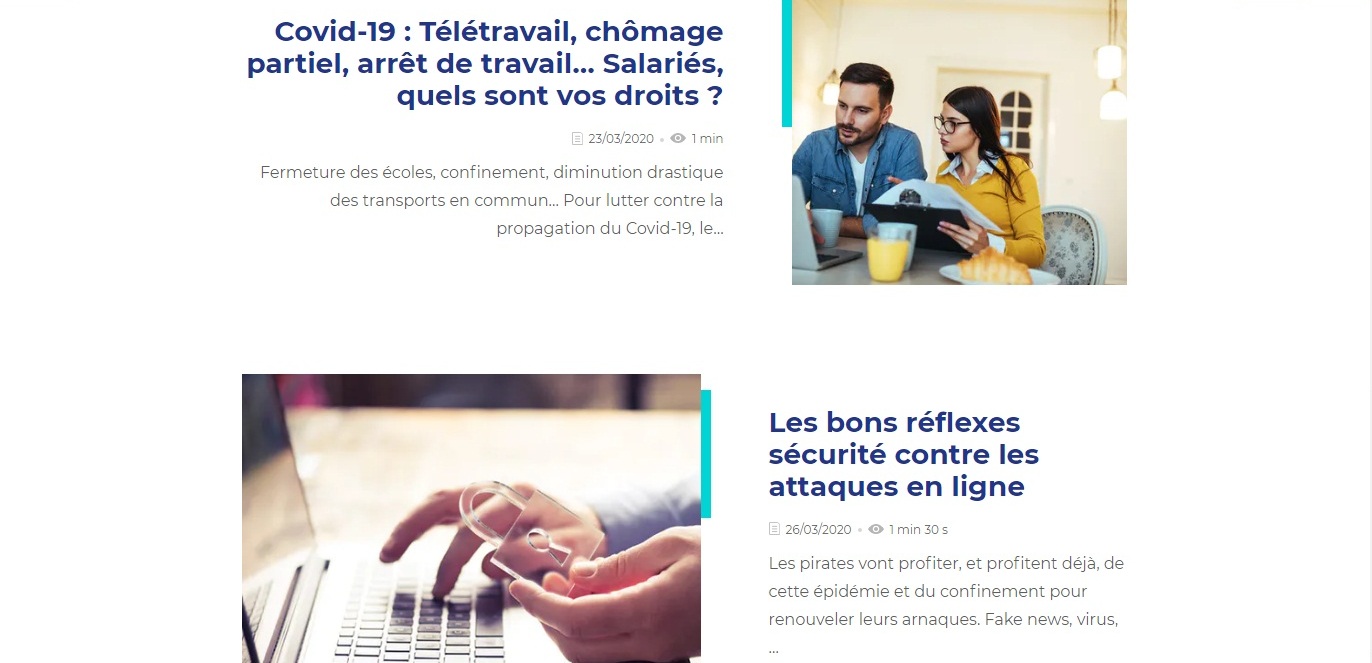 Covid-19 : Télétravail, chômage
partiel, arrêt de travail... Salariés,
quels sont vos droits ?
23/03/2020 • 1 min
Fermeture des écoles, confinement, diminution drastique
des transports en commun... Pour lutter contre la
propagation du Covid-19, le...
Les bons réflexes
sécurité contre les
attaques en ligne
26/03/2020 • 1 min 30 s
Les pirates vont profiter, et profitent déjà, de
cette épidémie et du confinement pour
renouveler leurs arnaques. Fake news, virus,
...